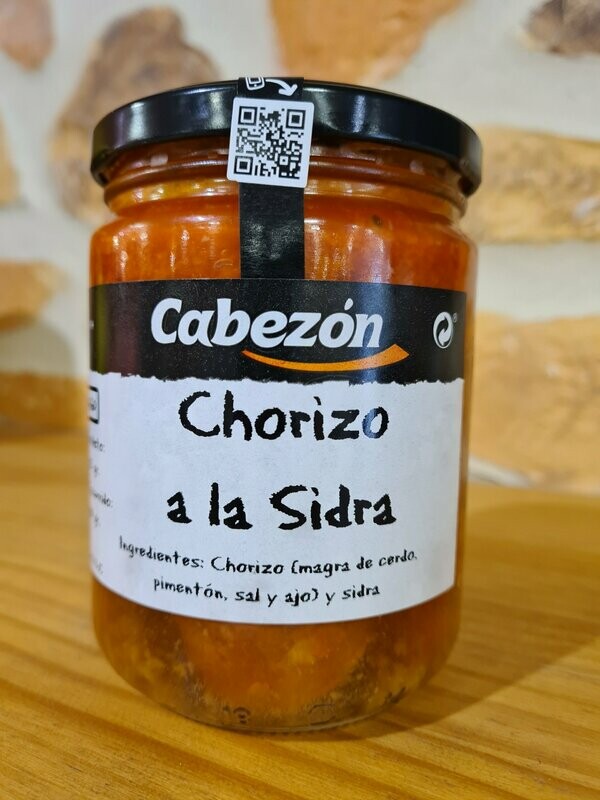 Cabezón
Chorizo
a la Sidra
Ingredientes: Chorizo (magra de cerdo,
pimentón, sal y ajo) y sidra